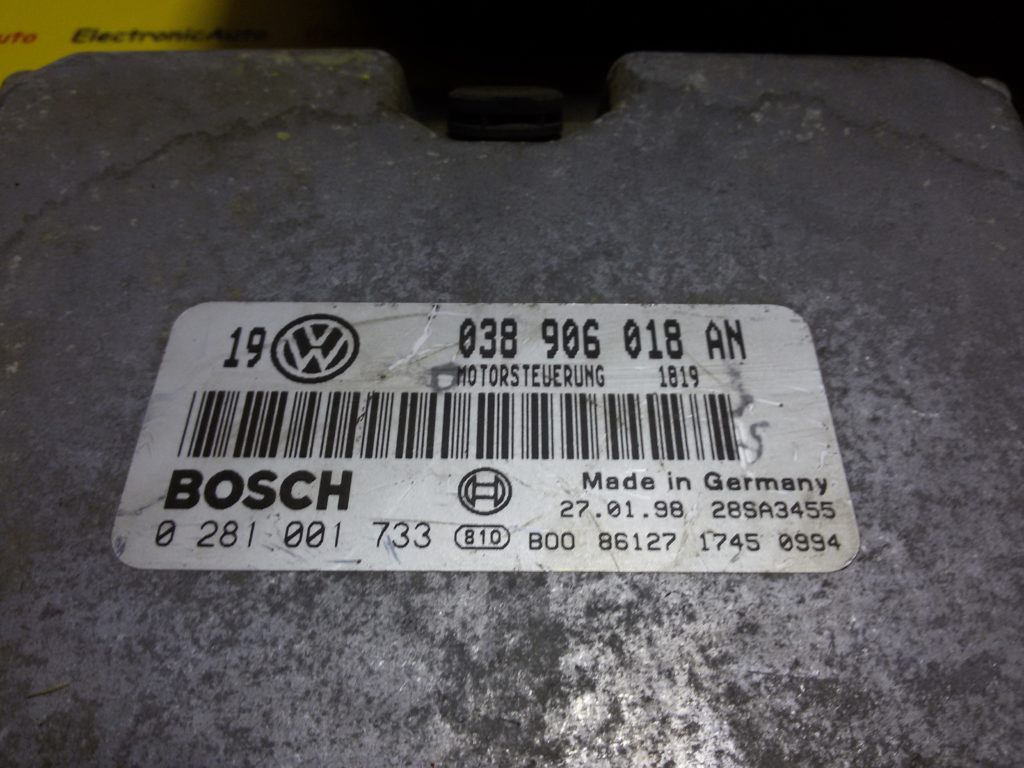 ElectronicAuto
19 VW 038 906 018 AN
MOTORSTEUERUNG 1819
BOSCH
Made in Germany
27.01.98 28SA3455
0 281 001 733 810 B00 86127 1745 0994